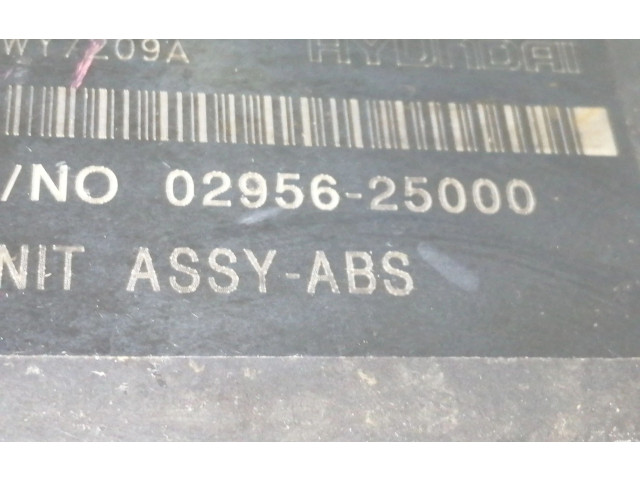 WY7209A HYUNDAI
/NO 02956-25000
NIT ASSY-ABS